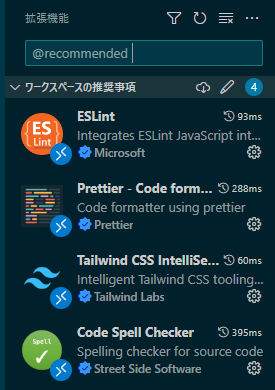 拡張機能
@recommended
ワークスペースの推奨事項
4
ES
Lint
ESLint
93ms
Integrates ESLint JavaScript int...
Microsoft
Prettier - Code form...
288ms
Code formatter using prettier
Prettier
Tailwind CSS IntelliSe...
60ms
Intelligent Tailwind CSS tooling...
Tailwind Labs
Spell
Code Spell Checker
395ms
Spelling checker for source code
Street Side Software